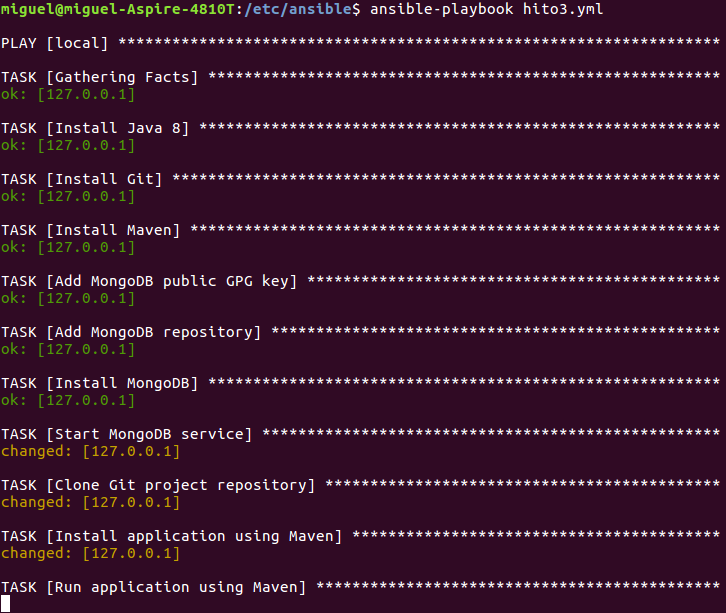 miguel@miguel-Aspire-4810T:/etc/ansible$ ansible-playbook hito3.yml
PLAY [local] *******************************************************************
TASK [Gathering Facts] *********************************************************
ok: [127.0.0.1]
TASK [Install Java 8] **********************************************************
ok: [127.0.0.1]
TASK [Install Git] *************************************************************
ok: [127.0.0.1]
TASK [Install Maven] ***********************************************************
ok: [127.0.0.1]
TASK [Add MongoDB public GPG key] **********************************************
ok: [127.0.0.1]
TASK [Add MongoDB repository] **************************************************
ok: [127.0.0.1]
TASK [Install MongoDB] *********************************************************
ok: [127.0.0.1]
TASK [Start MongoDB service] ***************************************************
changed: [127.0.0.1]
TASK [Clone Git project repository] ********************************************
changed: [127.0.0.1]
TASK [Install application using Maven] *****************************************
changed: [127.0.0.1]
TASK [Run application using Maven] *********************************************